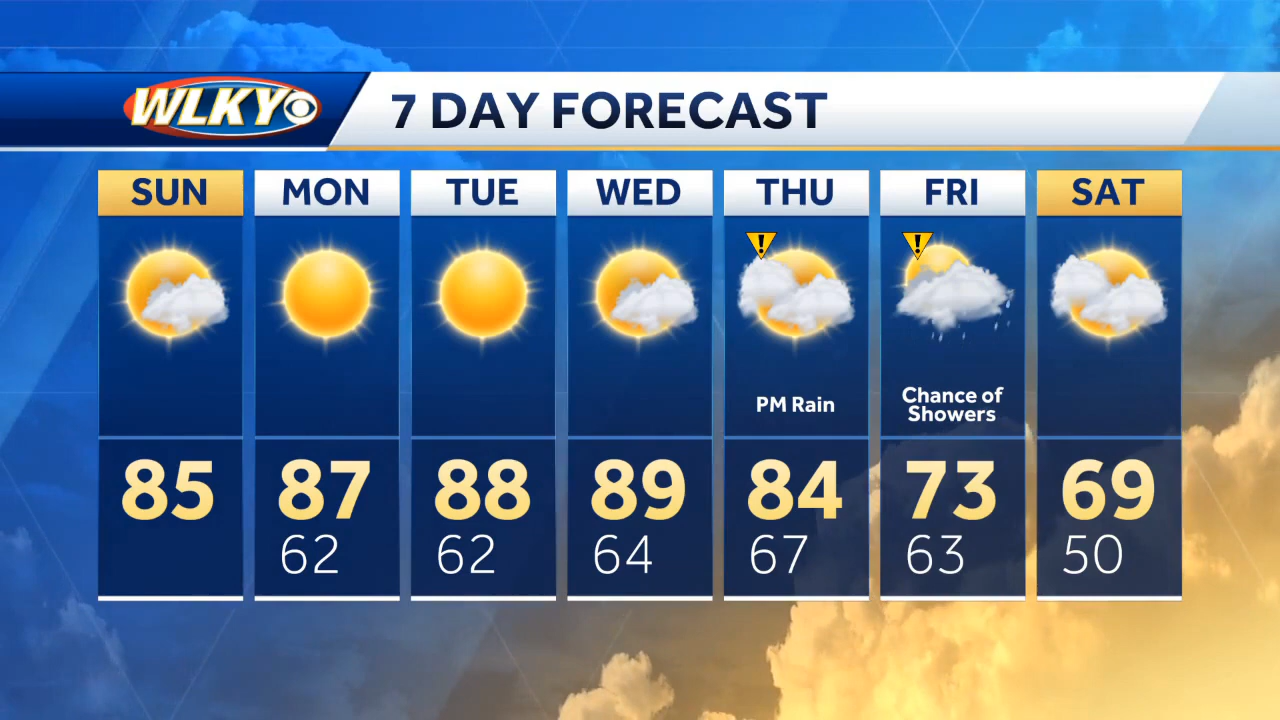 WLKY
7 DAY FORECAST
SUN MON TUE WED THU FRI SAT
! !
PM Rain
Chance of
Showers
85 87 88 89 84 73 69
62 62 64 67 63 50